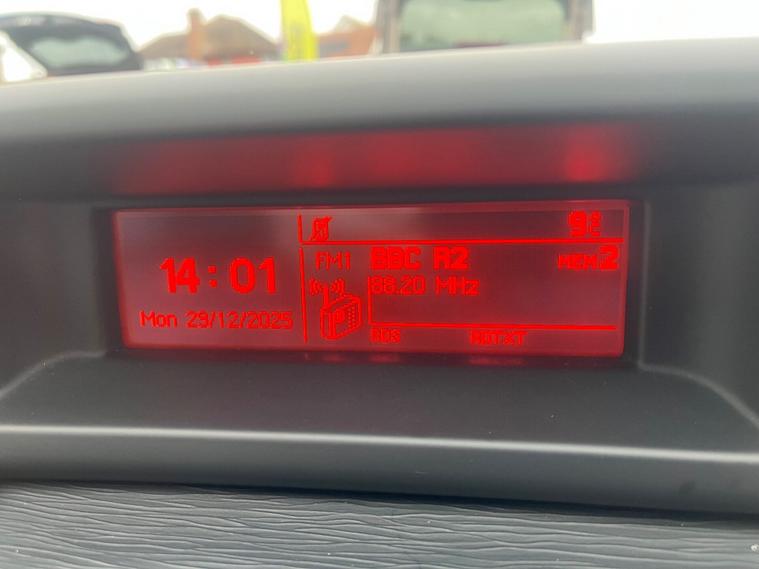 9°C
14:01
FM1 BBC R2 MEM2
88.20 MHz
Mon 29/12/2025
RDS RDTXT